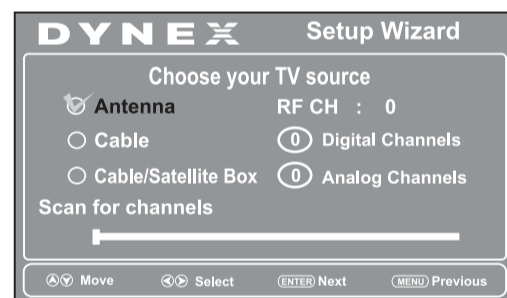 DYNEX Setup Wizard
Choose your TV source
Antenna RF CH : 0
Cable 0 Digital Channels
Cable/Satellite Box 0 Analog Channels
Scan for channels
Move Select ENTER Next MENU Previous